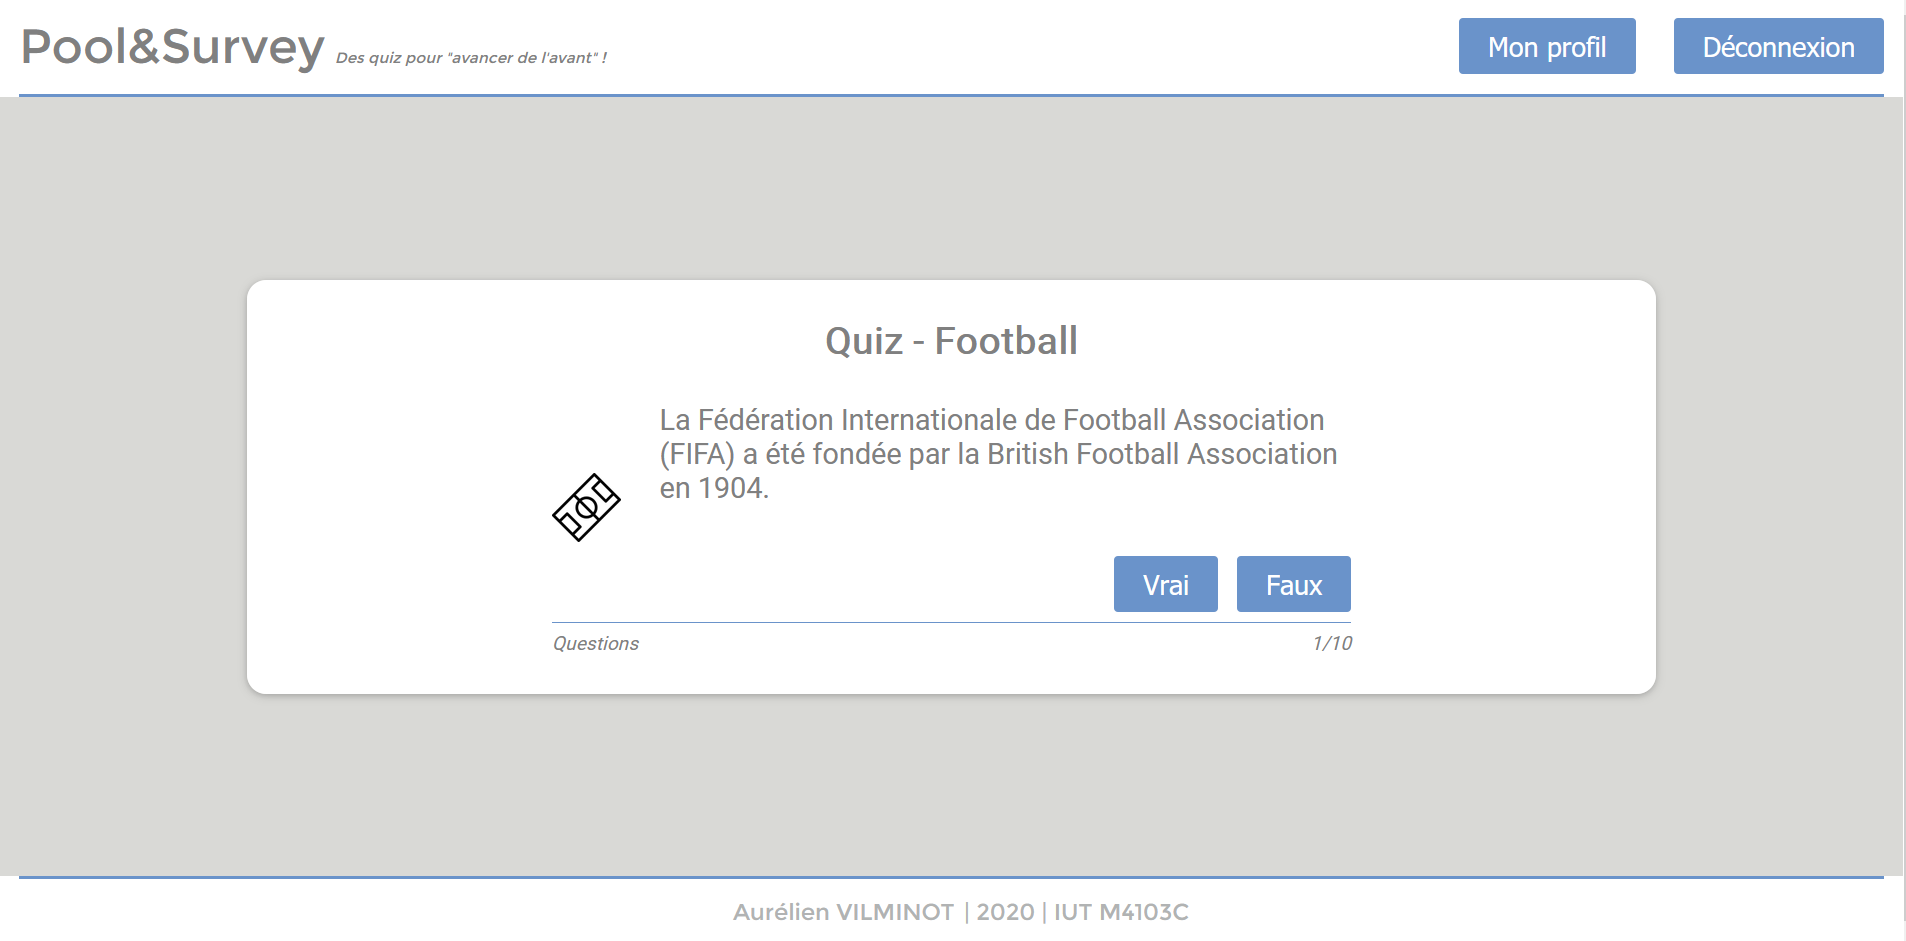 Pool&Survey Des quiz pour "avancer de l'avant" !
Mon profil
Déconnexion
Quiz - Football
La Fédération Internationale de Football Association
(FIFA) a été fondée par la British Football Association
en 1904.
Vrai
Faux
Questions
1/10
Aurélien VILMINOT | 2020 | IUT M4103C